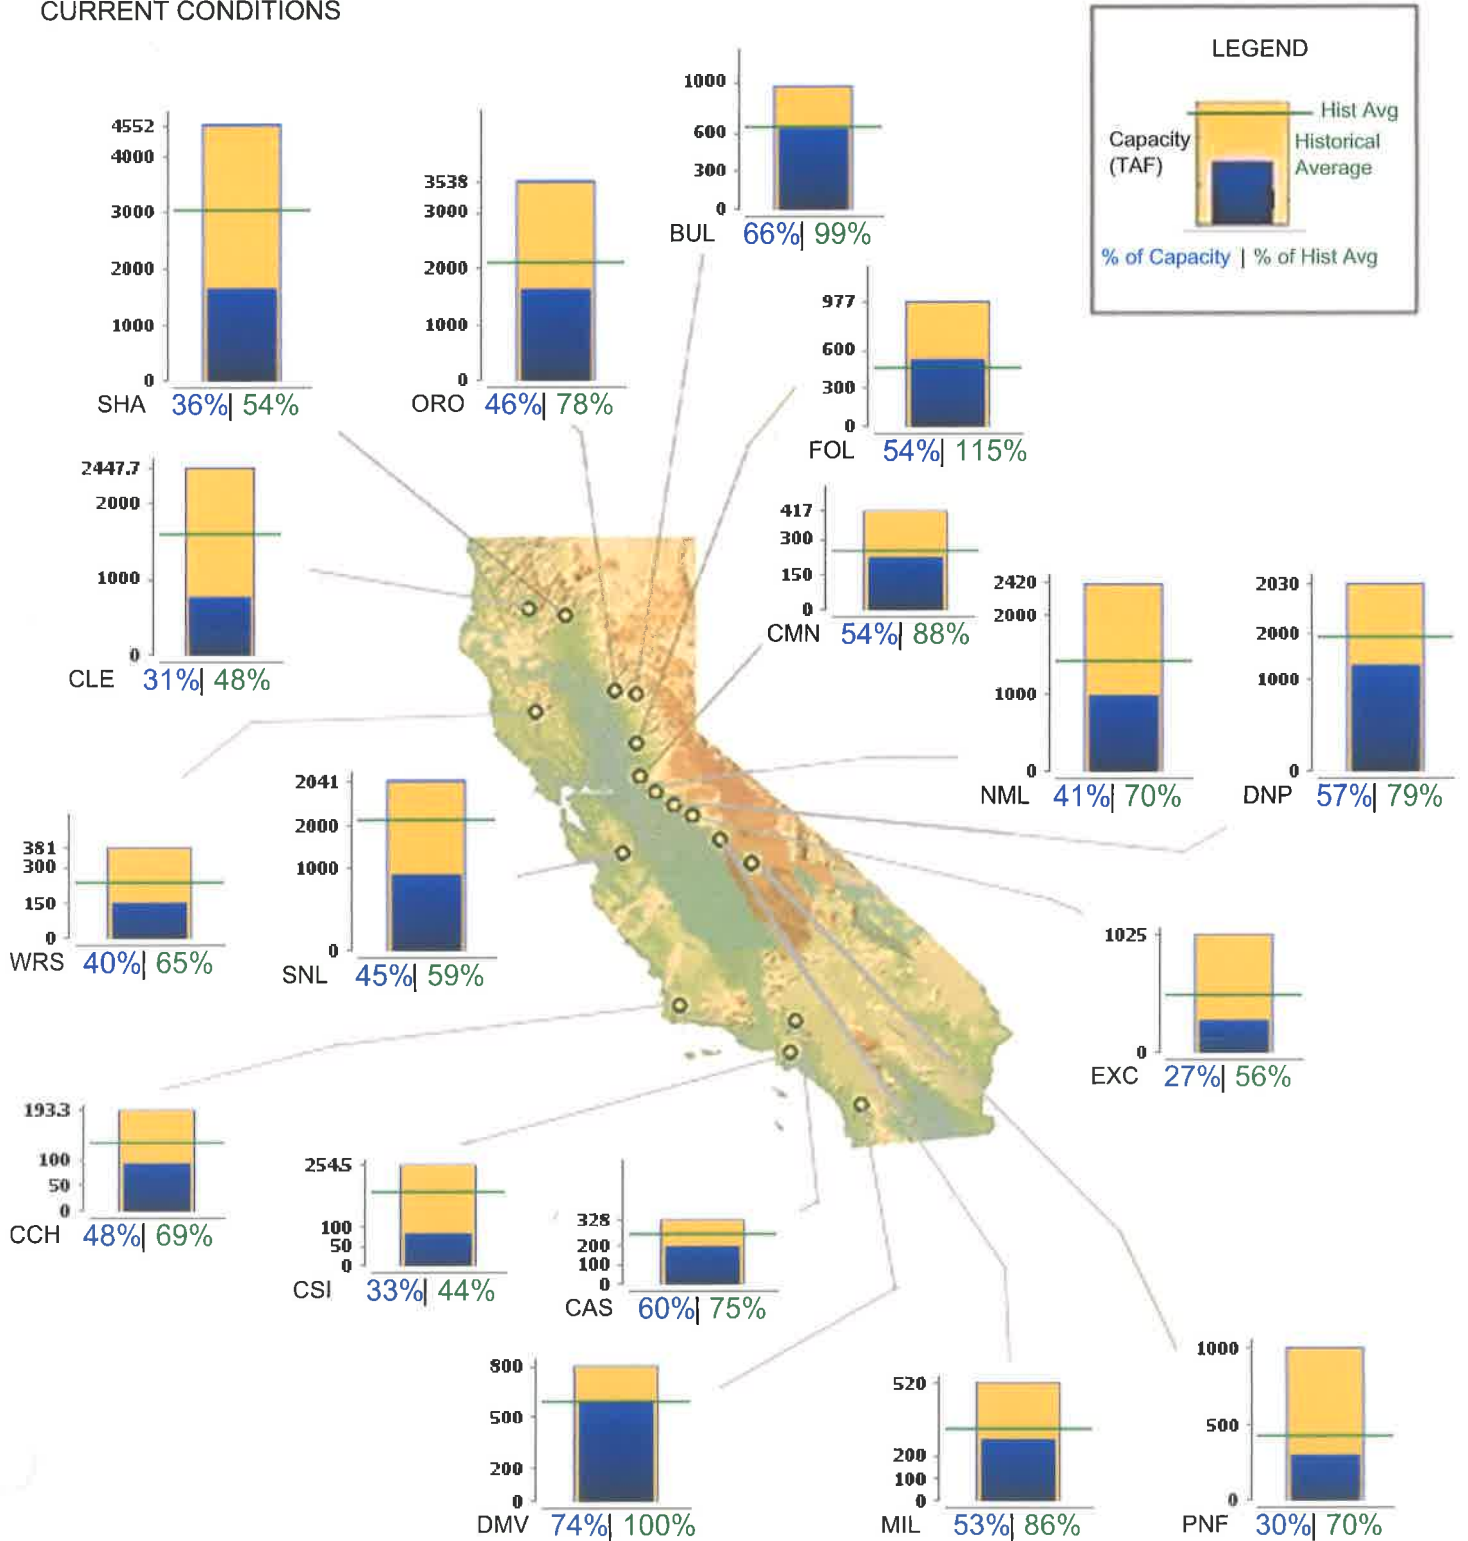 CURRENT CONDITIONS
LEGEND
Hist Avg
Capacity
(TAF)
Historical
Average
% of Capacity | % of Hist Avg
4552
4000
3000
2000
1000
0
SHA 36%| 54%
3538
3000
2000
1000
0
ORO 46%| 78%
1000
600
300
0
BUL 66%| 99%
977
600
300
0
FOL 54%| 115%
2447.7
2000
1000
0
CLE 31%| 48%
417
300
150
0
CMN 54%| 88%
2420
2000
1000
0
NML 41%| 70%
2030
2000
1000
0
DNP 57%| 79%
381
300
150
0
WRS 40%| 65%
2041
2000
1000
0
SNL 45%| 59%
1025
0
EXC 27%| 56%
193.3
100
50
0
CCH 48%| 69%
254.5
100
50
0
CSI 33%| 44%
328
200
100
0
CAS 60%| 75%
800
500
200
0
DMV 74%| 100%
520
200
100
0
MIL 53%| 86%
1000
500
0
PNF 30%| 70%